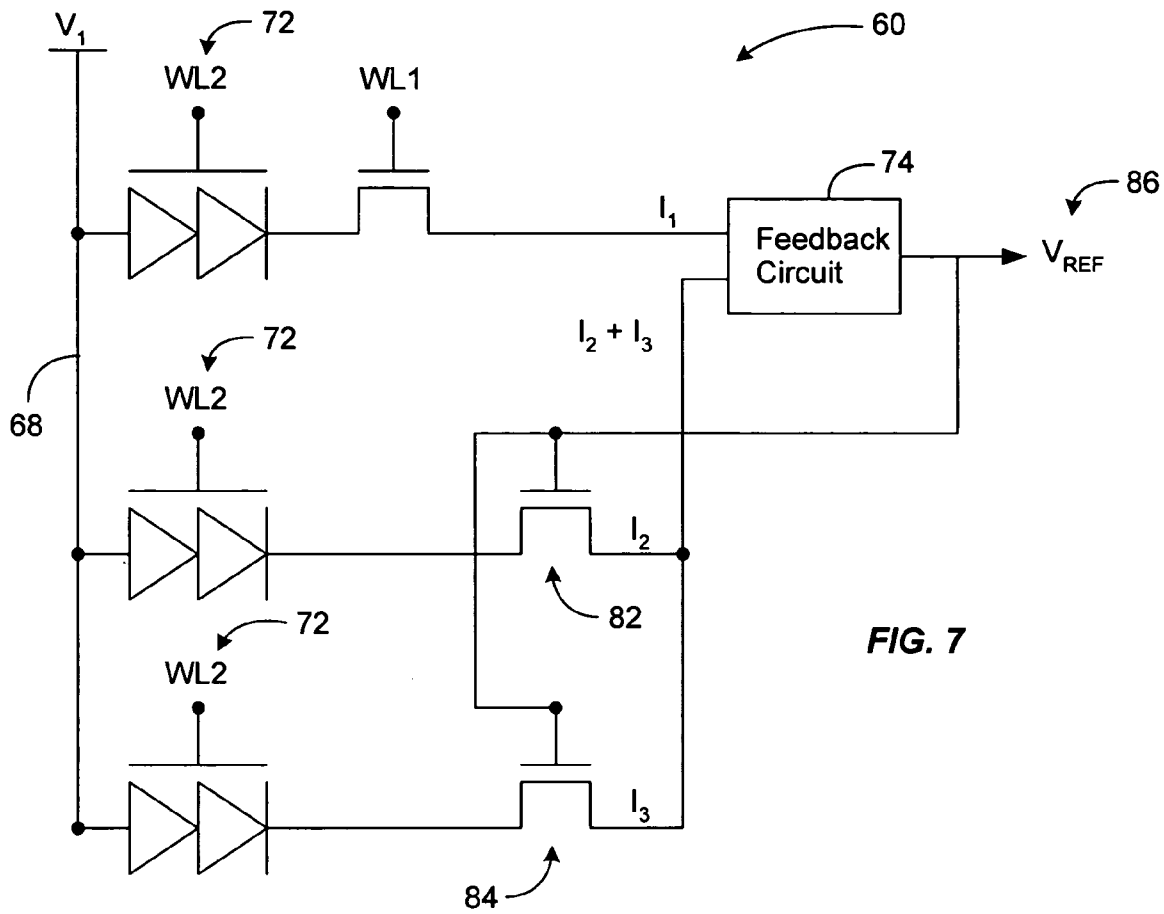 V1
72
WL2
WL1
60
74
86
I1
Feedback
Circuit
VREF
I2 + I3
72
WL2
68
I2
82
FIG. 7
72
WL2
I3
84